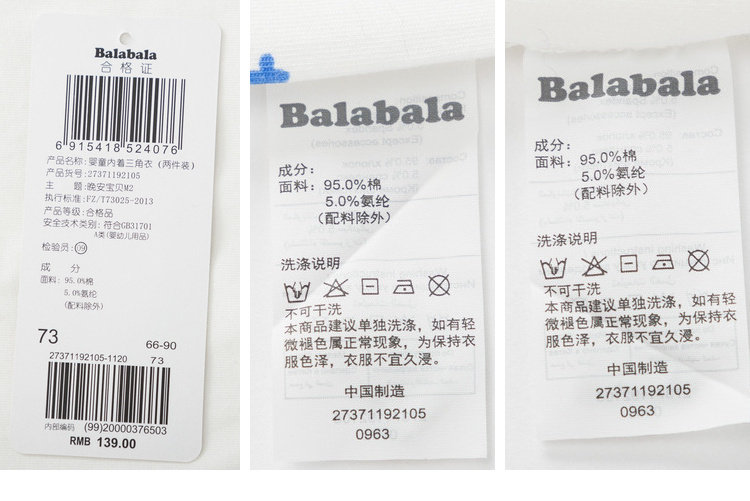 Balabala
合格证
6 915418 524076
产品名称:婴童内着三角衣(两件装)
产品货号:27371192105
主 题:晚安宝贝M2
执行标准:FZ/T73025-2013
产品等级:合格品
安全技术类别:符合GB31701
A类(婴幼儿用品)
检验员:09
成 分
面料:95.0%棉
5.0%氨纶
(配料除外)
73 66-90
27371192105-1120 73
内部编码 (99)20000376503
RMB 139.00
Balabala
成分:
面料:95.0%棉
5.0%氨纶
(配料除外)
洗涤说明
不可干洗
本商品建议单独洗涤,如有轻
微褪色属正常现象,为保持衣
服色泽,衣服不宜久浸。
中国制造
27371192105
0963
Balabala
成分:
面料:95.0%棉
5.0%氨纶
(配料除外)
洗涤说明
不可干洗
本商品建议单独洗涤,如有轻
微褪色属正常现象,为保持衣
服色泽,衣服不宜久浸。
中国制造
27371192105
0963